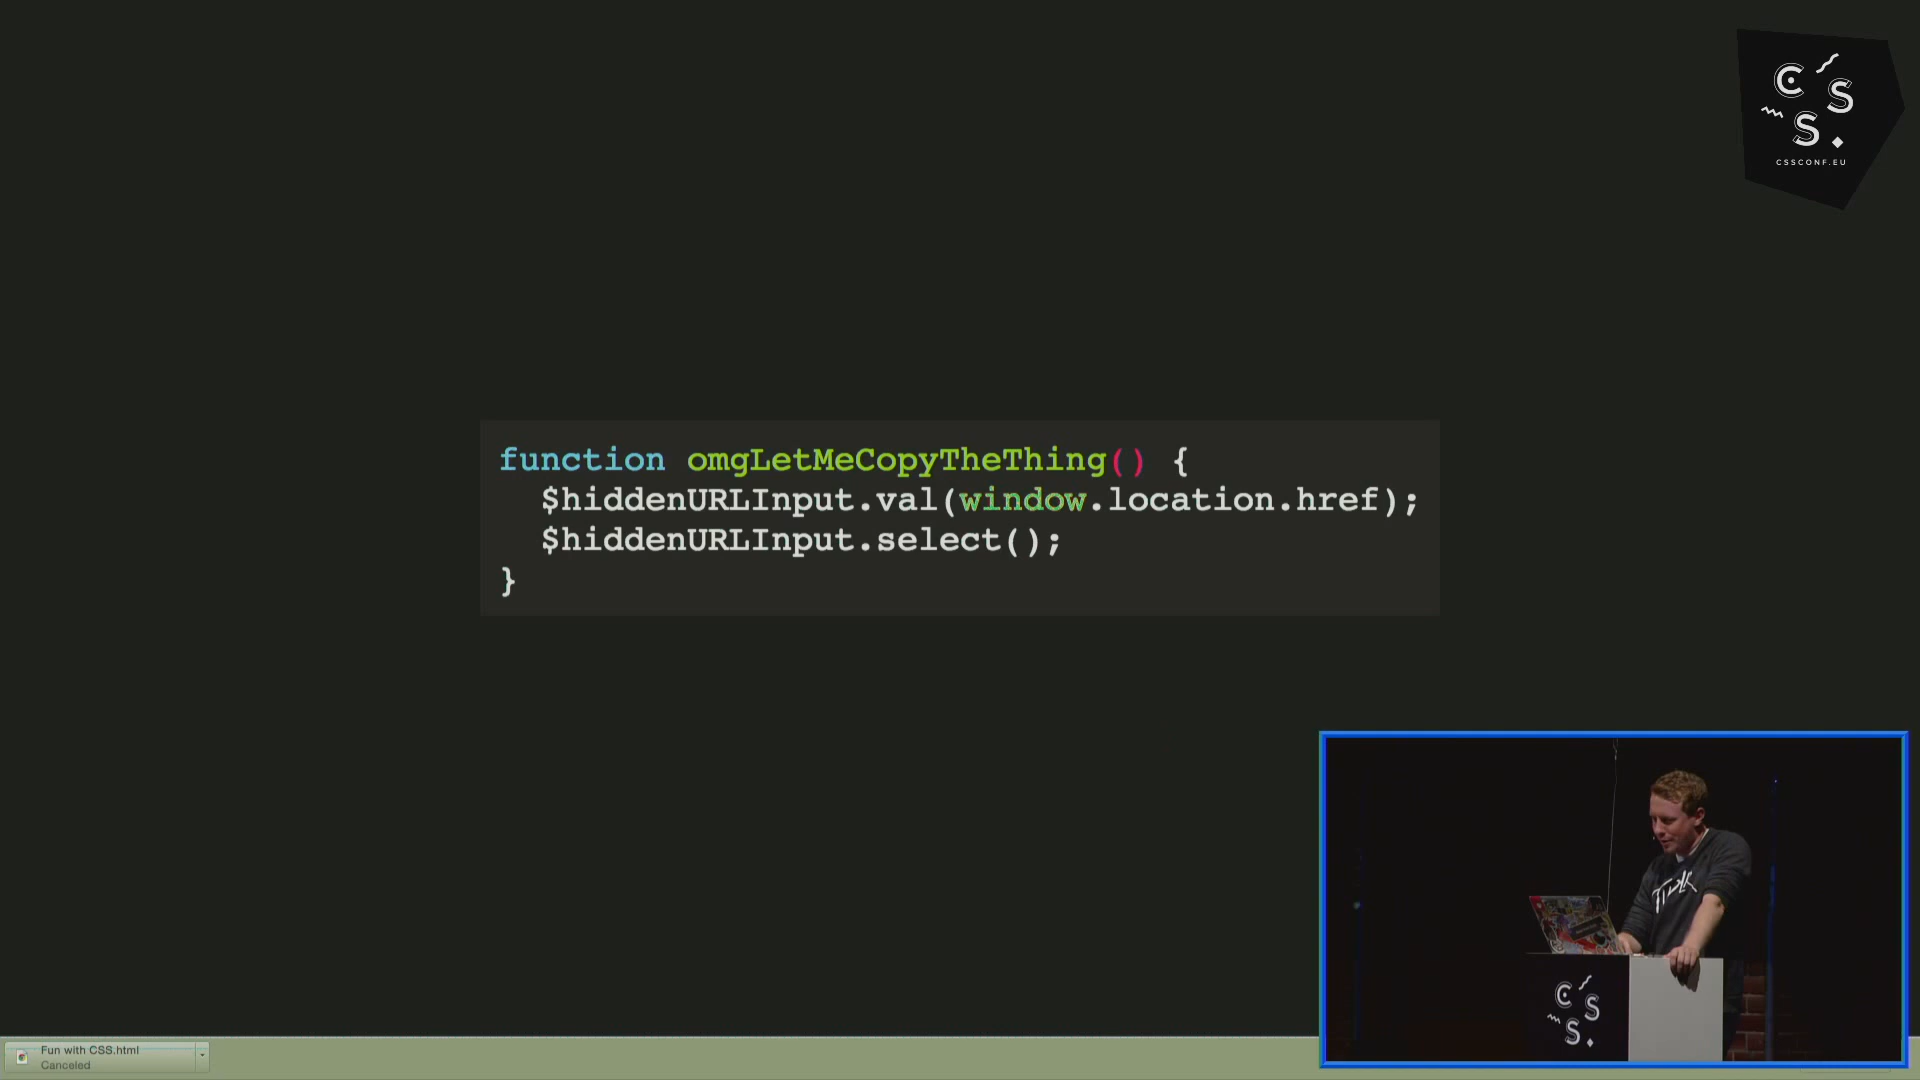 C
S
S.
CSSCONF.EU
function omgLetMeCopyTheThing() {
$hiddenURLInput.val(window.location.href);
$hiddenURLInput.select();
}
C
S
S.
Fun with CSS.html
Canceled